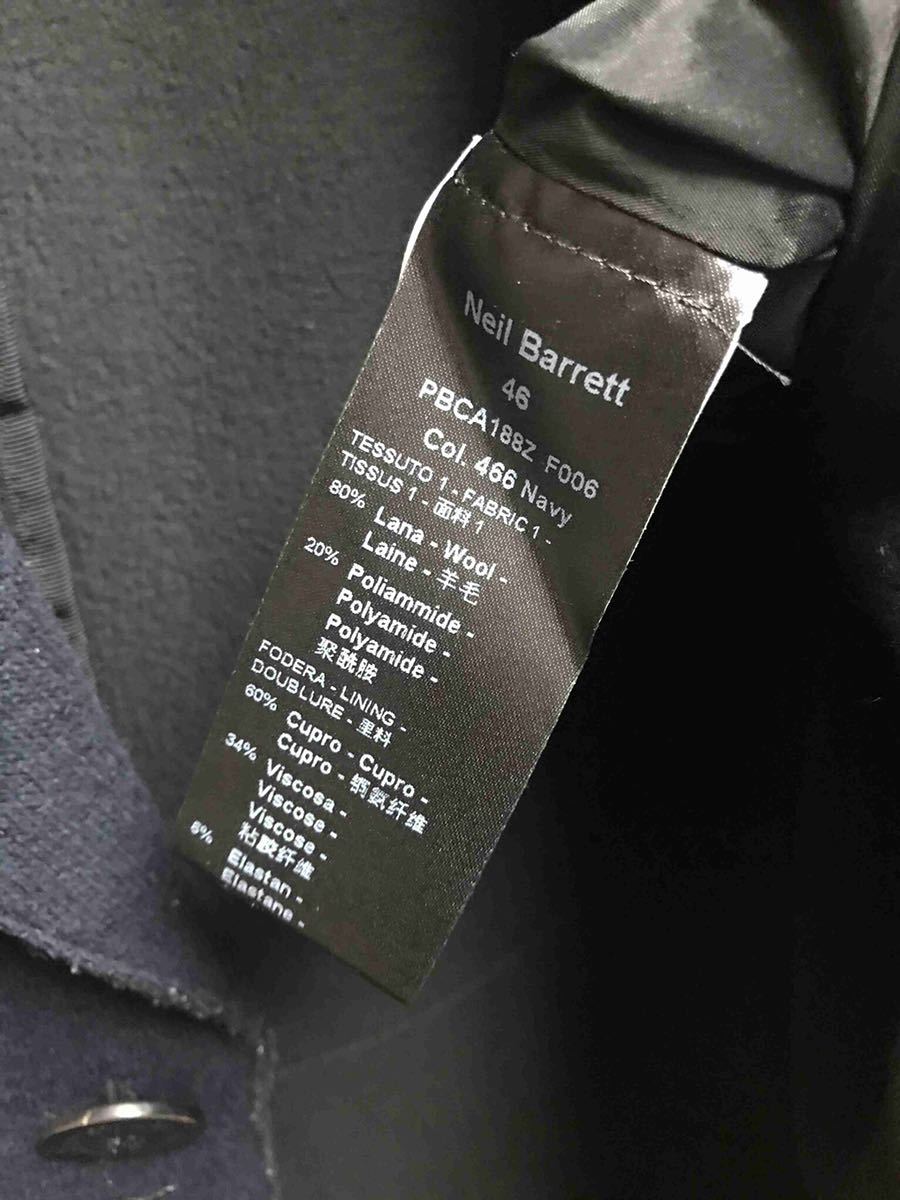 Neil Barrett
46
PBCA188Z F006
Col. 466 Navy
TESSUTO 1 - FABRIC 1 -
TISSUS 1 - 面料 1
80% Lana - Wool -
Laine - 羊毛
20% Poliammide -
Polyamide -
Polyamide -
聚酰胺
FODERA - LINING -
DOUBLURE - 里料
60% Cupro - Cupro -
Cupro - 铜氨纤维
34% Viscosa -
Viscose -
Viscose -
粘胶纤维
6% Elastan -
Elastane -